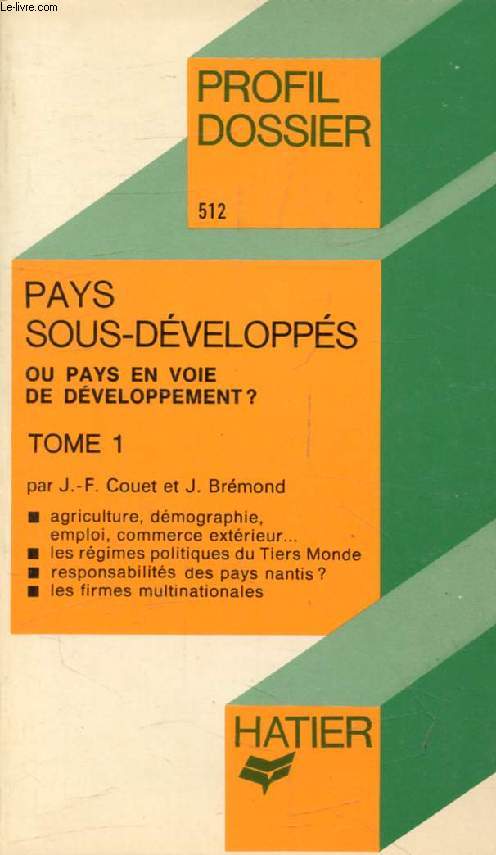 Le-livre.com
PROFIL
DOSSIER
512
PAYS
SOUS-DÉVELOPPÉS
OU PAYS EN VOIE
DE DÉVELOPPEMENT?
TOME 1
par J.-F. Couet et J. Brémond
■ agriculture, démographie,
emploi, commerce extérieur...
■ les régimes politiques du Tiers Monde
■ responsabilités des pays nantis?
■ les firmes multinationales
HATIER